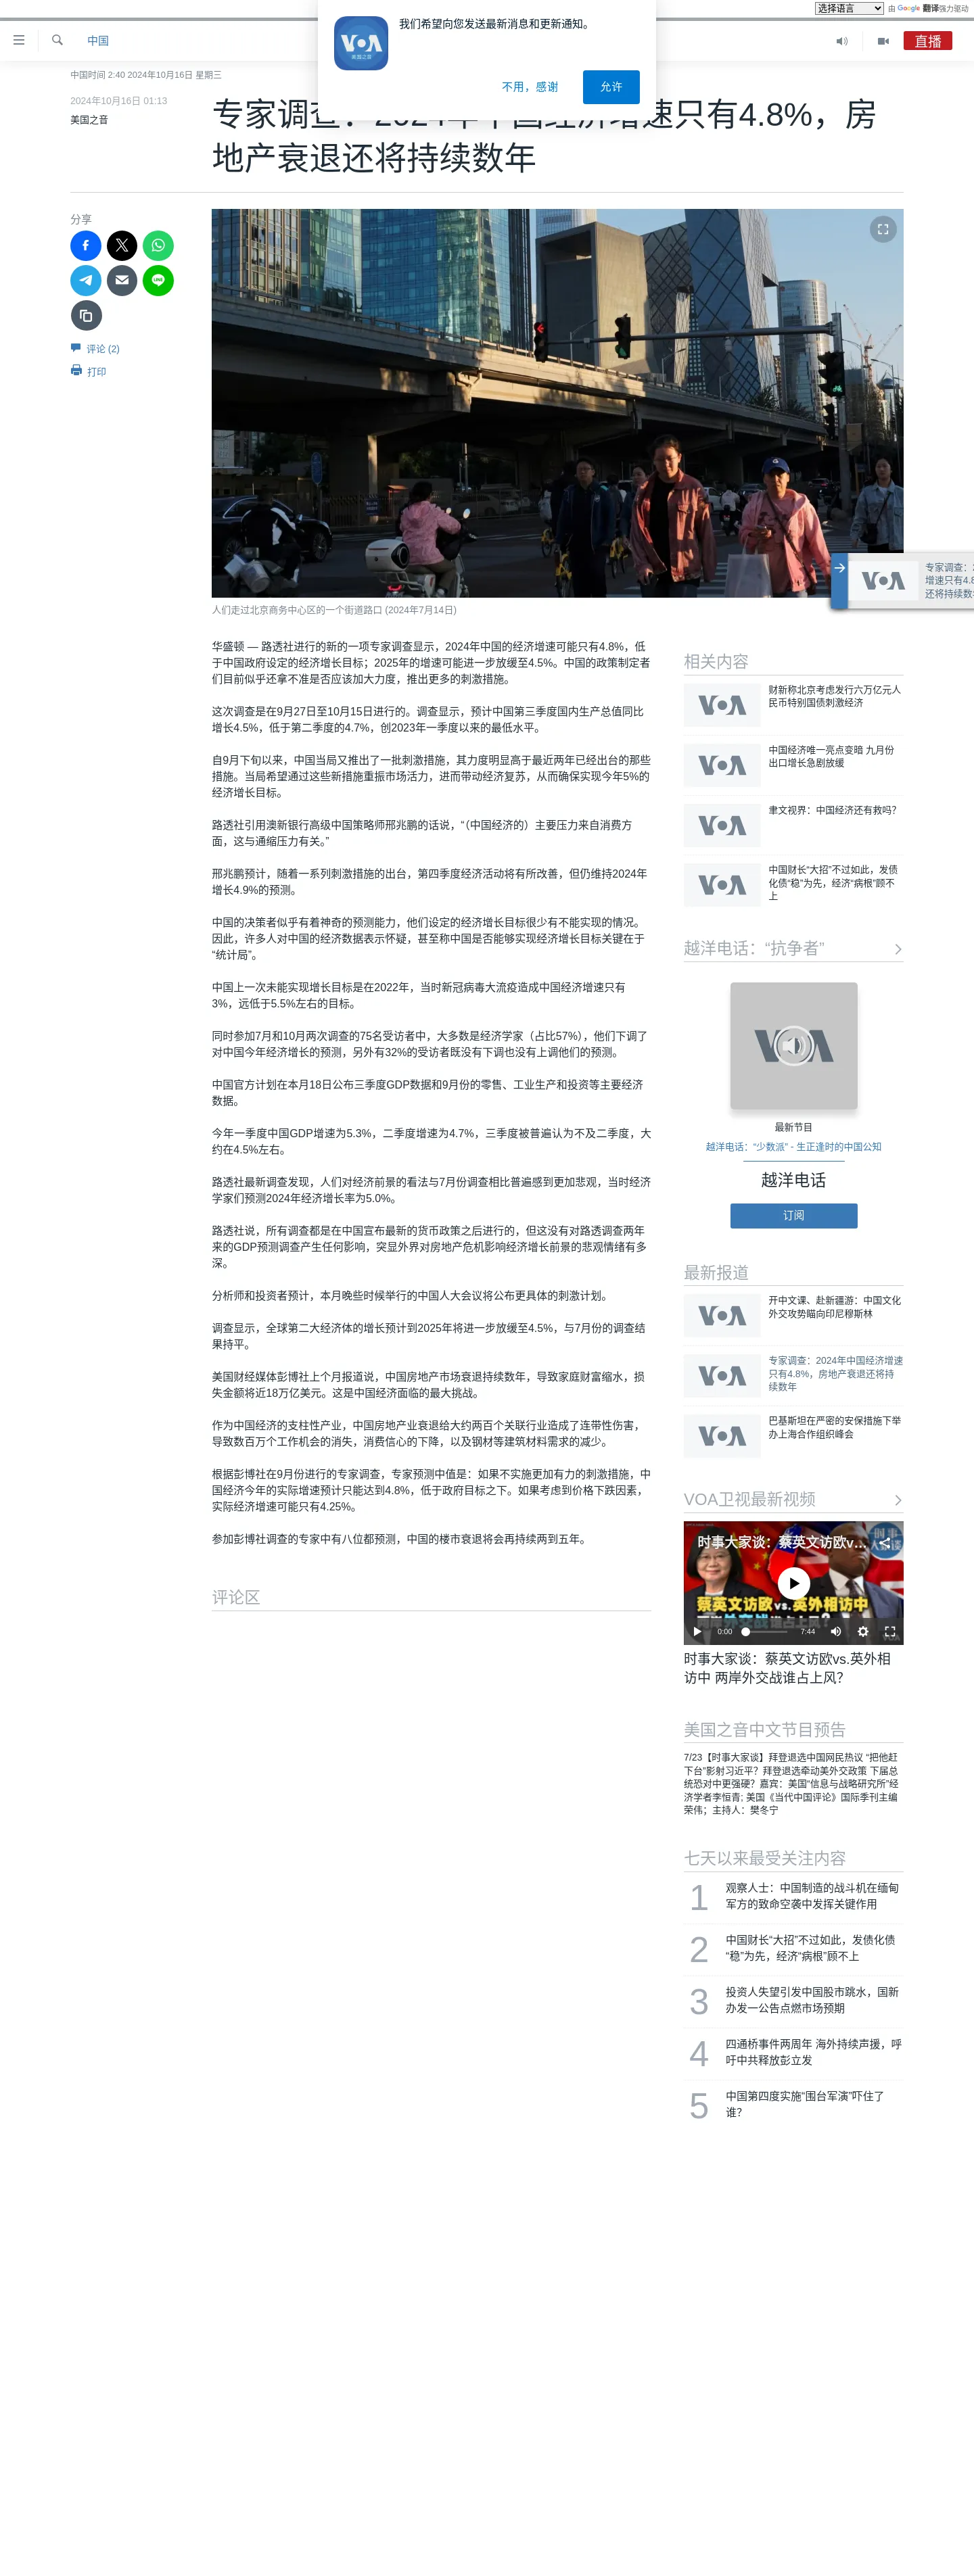 选择语言 由 Google 翻译强力驱动
我们希望向您发送最新消息和更新通知。
VOA
美国之音
不用，感谢
允许
中国
直播
中国时间 2:40 2024年10月16日 星期三
2024年10月16日 01:13
美国之音
专家调查：2024年中国经济增速只有4.8%，房
地产衰退还将持续数年
分享
评论 (2)
打印
人们走过北京商务中心区的一个街道路口 (2024年7月14日)
VOA
专家调查：2
增速只有4.8
还将持续数年
华盛顿 — 路透社进行的新的一项专家调查显示，2024年中国的经济增速可能只有4.8%，低
于中国政府设定的经济增长目标；2025年的增速可能进一步放缓至4.5%。中国的政策制定者
们目前似乎还拿不准是否应该加大力度，推出更多的刺激措施。
这次调查是在9月27日至10月15日进行的。调查显示，预计中国第三季度国内生产总值同比
增长4.5%，低于第二季度的4.7%，创2023年一季度以来的最低水平。
自9月下旬以来，中国当局又推出了一批刺激措施，其力度明显高于最近两年已经出台的那些
措施。当局希望通过这些新措施重振市场活力，进而带动经济复苏，从而确保实现今年5%的
经济增长目标。
路透社引用澳新银行高级中国策略师邢兆鹏的话说，“（中国经济的）主要压力来自消费方
面，这与通缩压力有关。”
邢兆鹏预计，随着一系列刺激措施的出台，第四季度经济活动将有所改善，但仍维持2024年
增长4.9%的预测。
中国的决策者似乎有着神奇的预测能力，他们设定的经济增长目标很少有不能实现的情况。
因此，许多人对中国的经济数据表示怀疑，甚至称中国是否能够实现经济增长目标关键在于
“统计局”。
中国上一次未能实现增长目标是在2022年，当时新冠病毒大流疫造成中国经济增速只有
3%，远低于5.5%左右的目标。
同时参加7月和10月两次调查的75名受访者中，大多数是经济学家（占比57%），他们下调了
对中国今年经济增长的预测，另外有32%的受访者既没有下调也没有上调他们的预测。
中国官方计划在本月18日公布三季度GDP数据和9月份的零售、工业生产和投资等主要经济
数据。
今年一季度中国GDP增速为5.3%，二季度增速为4.7%，三季度被普遍认为不及二季度，大
约在4.5%左右。
路透社最新调查发现，人们对经济前景的看法与7月份调查相比普遍感到更加悲观，当时经济
学家们预测2024年经济增长率为5.0%。
路透社说，所有调查都是在中国宣布最新的货币政策之后进行的，但这没有对路透调查两年
来的GDP预测调查产生任何影响，突显外界对房地产危机影响经济增长前景的悲观情绪有多
深。
分析师和投资者预计，本月晚些时候举行的中国人大会议将公布更具体的刺激计划。
调查显示，全球第二大经济体的增长预计到2025年将进一步放缓至4.5%，与7月份的调查结
果持平。
美国财经媒体彭博社上个月报道说，中国房地产市场衰退持续数年，导致家庭财富缩水，损
失金额将近18万亿美元。这是中国经济面临的最大挑战。
作为中国经济的支柱性产业，中国房地产业衰退给大约两百个关联行业造成了连带性伤害，
导致数百万个工作机会的消失，消费信心的下降，以及钢材等建筑材料需求的减少。
根据彭博社在9月份进行的专家调查，专家预测中值是：如果不实施更加有力的刺激措施，中
国经济今年的实际增速预计只能达到4.8%，低于政府目标之下。如果考虑到价格下跌因素，
实际经济增速可能只有4.25%。
参加彭博社调查的专家中有八位都预测，中国的楼市衰退将会再持续两到五年。
评论区
相关内容
VOA
财新称北京考虑发行六万亿元人
民币特别国债刺激经济
VOA
中国经济唯一亮点变暗 九月份
出口增长急剧放缓
VOA
聿文视界：中国经济还有救吗？
VOA
中国财长“大招”不过如此，发债
化债“稳”为先，经济“病根”顾不
上
越洋电话：“抗争者”
VOA
最新节目
越洋电话：“少数派” - 生正逢时的中国公知
越洋电话
订阅
最新报道
VOA
开中文课、赴新疆游：中国文化
外交攻势瞄向印尼穆斯林
VOA
专家调查：2024年中国经济增速
只有4.8%，房地产衰退还将持
续数年
VOA
巴基斯坦在严密的安保措施下举
办上海合作组织峰会
VOA卫视最新视频
时事大家谈：蔡英文访欧v...
蔡英文访欧vs.英外相访中
两岸外交战谁占上风？
0:00
7:44
VOA
时事大家谈：蔡英文访欧vs.英外相
访中 两岸外交战谁占上风？
美国之音中文节目预告
7/23【时事大家谈】拜登退选中国网民热议 “把他赶
下台”影射习近平？拜登退选牵动美外交政策 下届总
统恐对中更强硬？嘉宾：美国“信息与战略研究所”经
济学者李恒青; 美国《当代中国评论》国际季刊主编
荣伟；主持人：樊冬宁
七天以来最受关注内容
1
观察人士：中国制造的战斗机在缅甸
军方的致命空袭中发挥关键作用
2
中国财长“大招”不过如此，发债化债
“稳”为先，经济“病根”顾不上
3
投资人失望引发中国股市跳水，国新
办发一公告点燃市场预期
4
四通桥事件两周年 海外持续声援，呼
吁中共释放彭立发
5
中国第四度实施“围台军演”吓住了
谁？